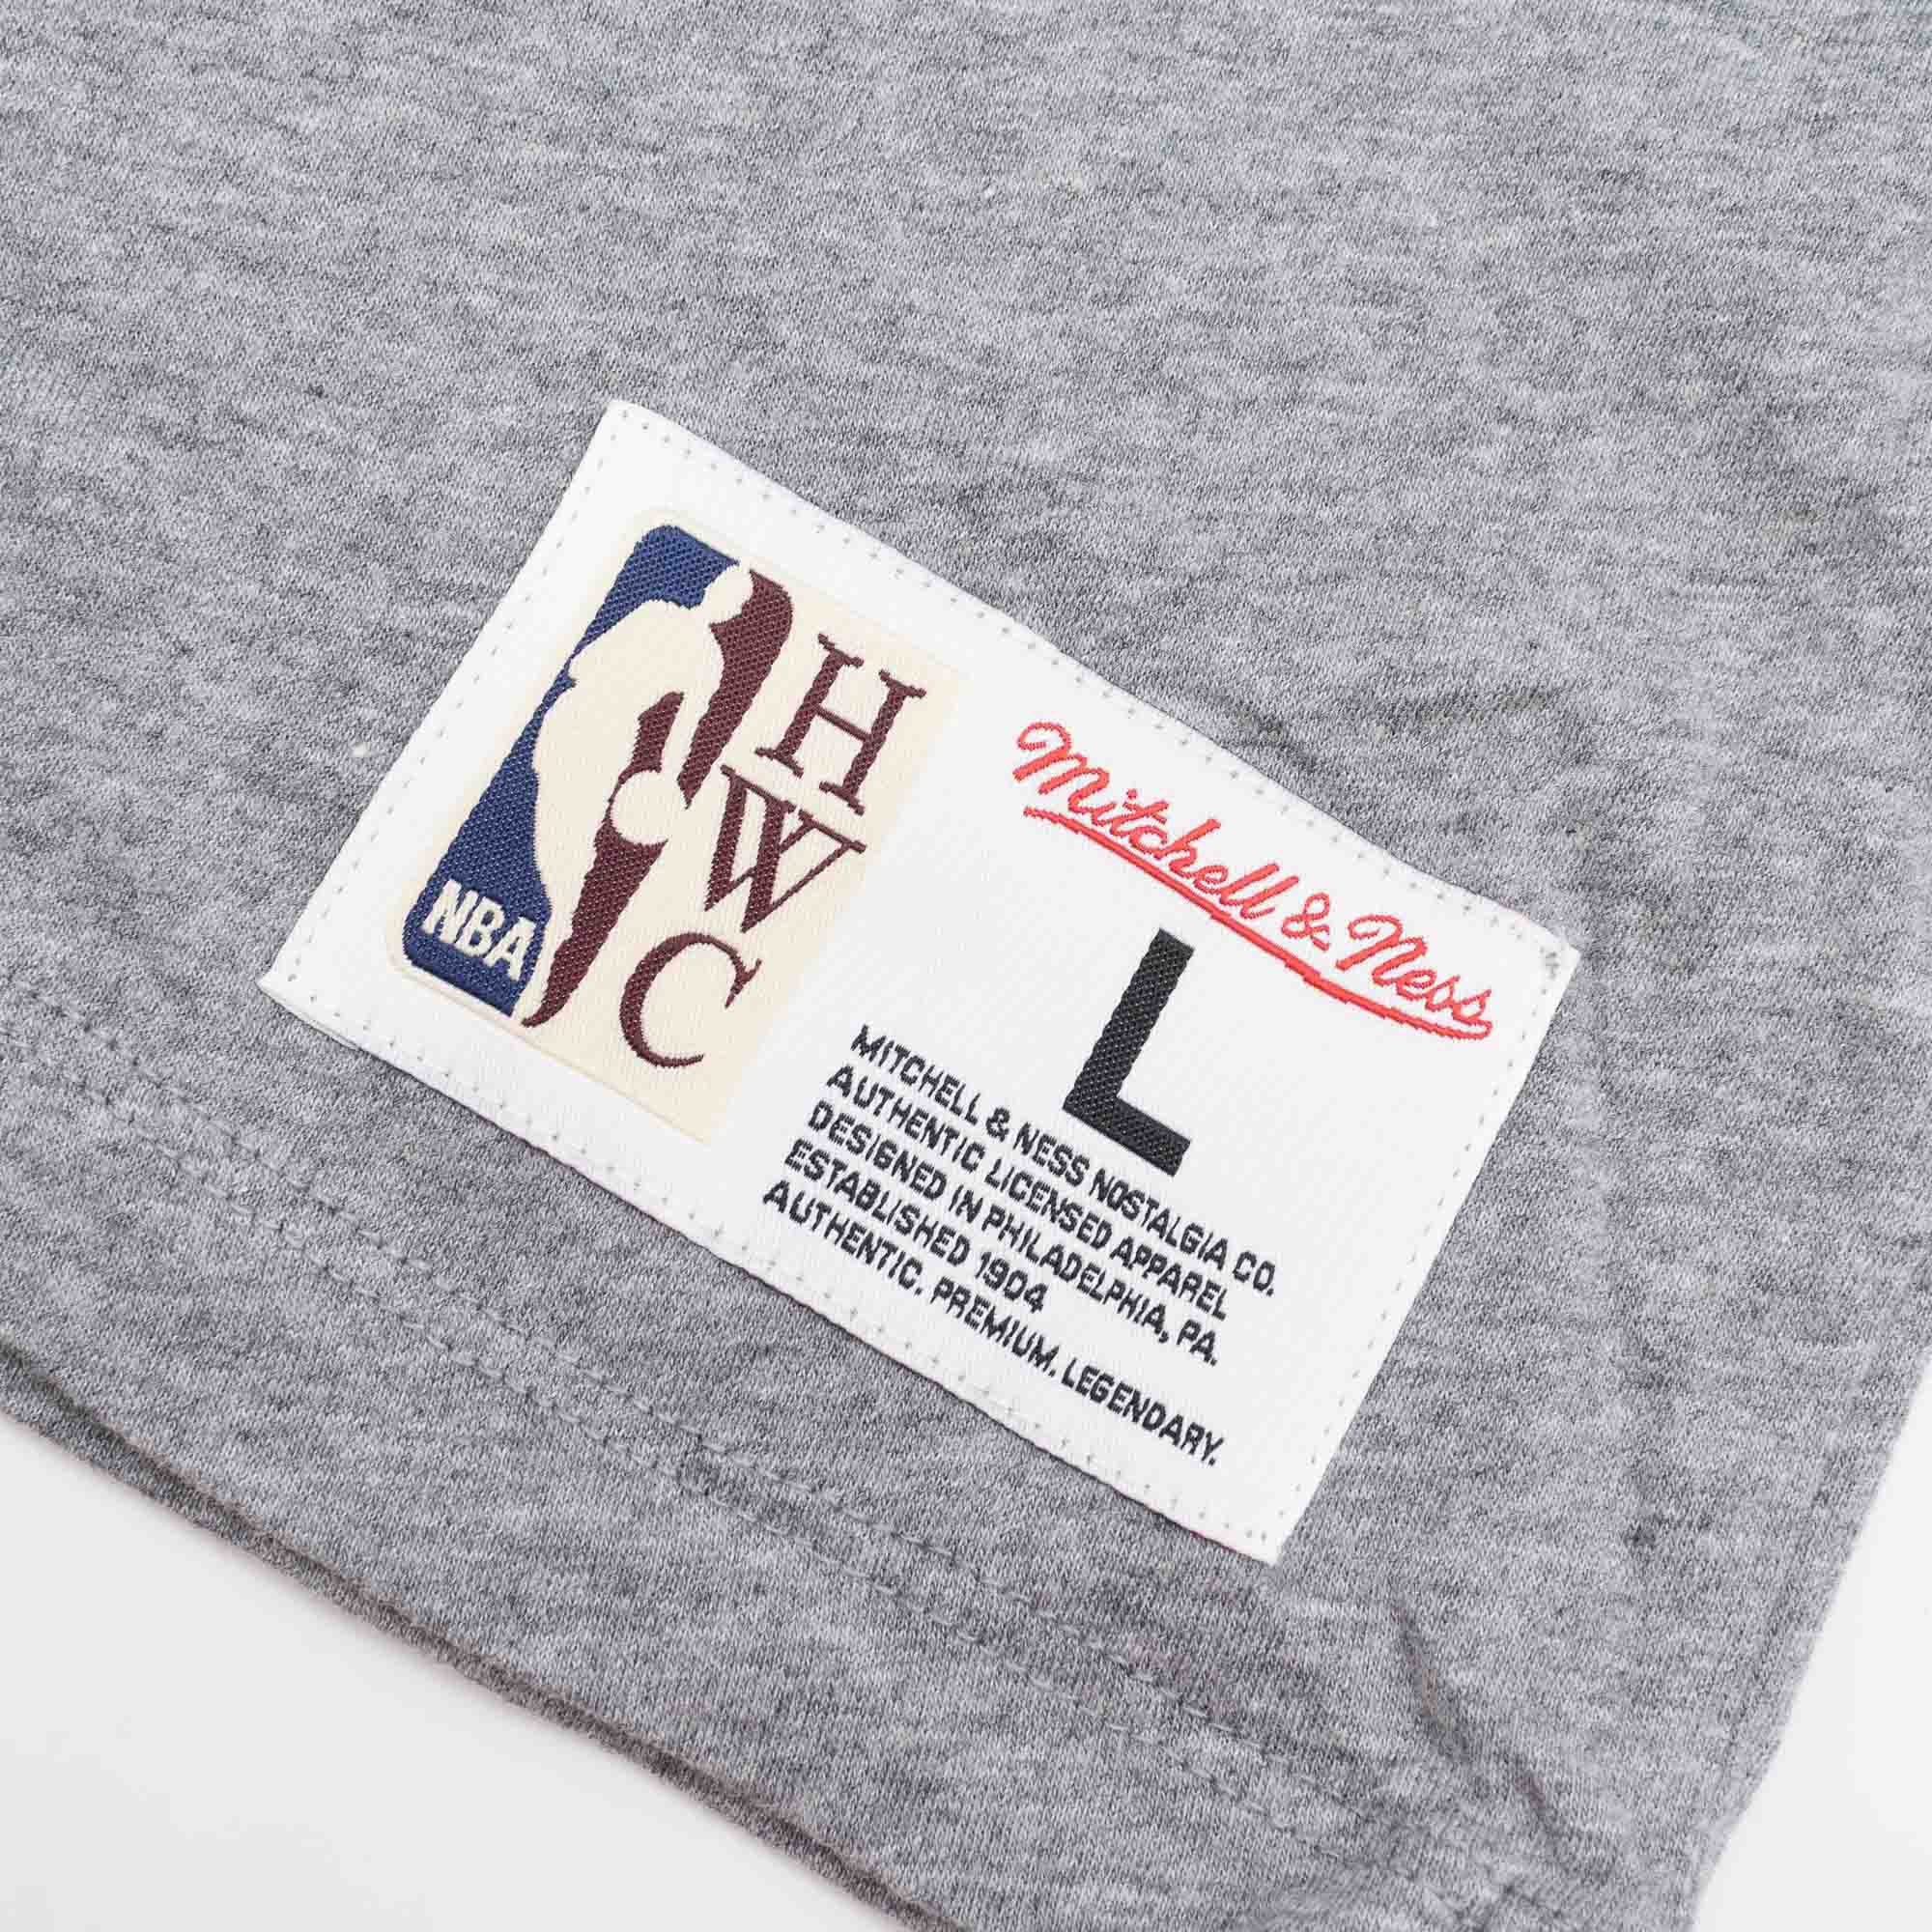 NBA
H
W
C
Mitchell & Ness
L
MITCHELL & NESS NOSTALGIA CO.
AUTHENTIC LICENSED APPAREL
DESIGNED IN PHILADELPHIA, PA.
ESTABLISHED 1904
AUTHENTIC. PREMIUM. LEGENDARY.